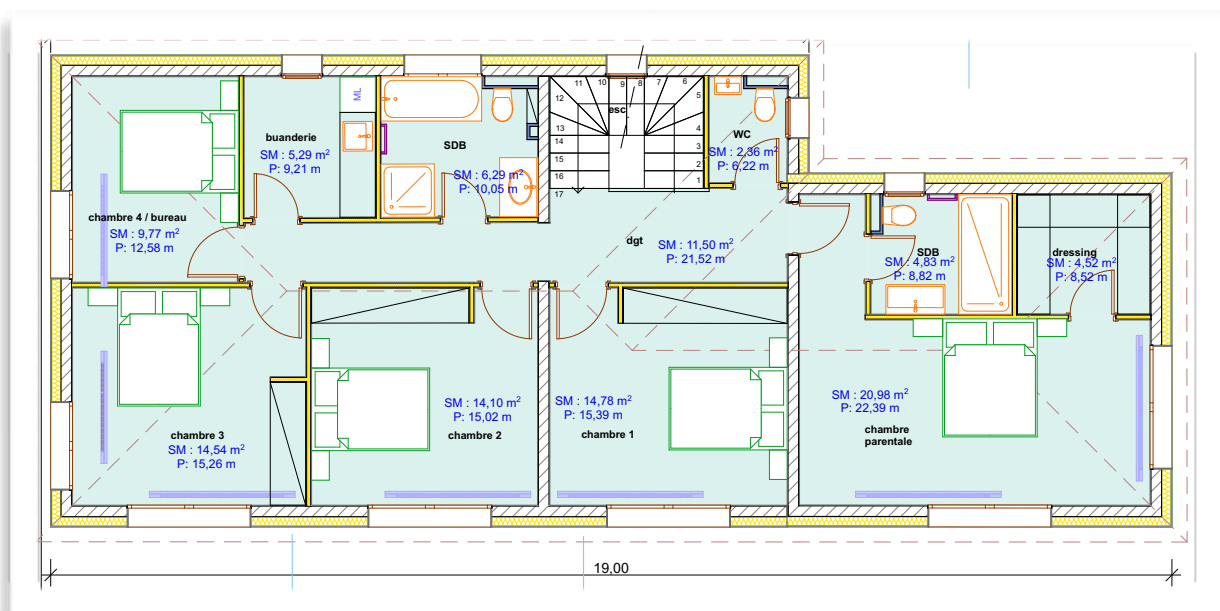 11
10
9
8
7
6
12
5
esc.
13
4
14
3
15
2
16
1
17
ML
buanderie
SM : 5,29 m²
P: 9,21 m
SDB
SM : 6,29 m²
P: 10,05 m
WC
SM : 2,36 m²
P: 6,22 m
chambre 4 / bureau
SM : 9,77 m²
P: 12,58 m
dgt
SM : 11,50 m²
P: 21,52 m
SDB
SM : 4,83 m²
P: 8,82 m
dressing
SM : 4,52 m²
P: 8,52 m
chambre 3
SM : 14,54 m²
P: 15,26 m
SM : 14,10 m²
P: 15,02 m
chambre 2
SM : 14,78 m²
P: 15,39 m
chambre 1
SM : 20,98 m²
P: 22,39 m
chambre
parentale
19,00